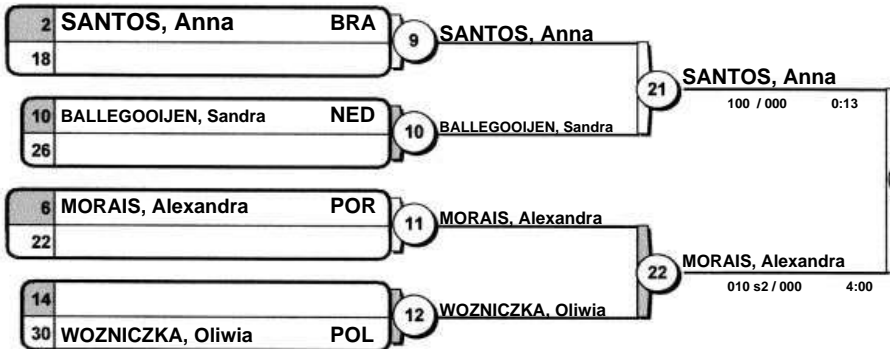 2 SANTOS, Anna BRA
18
9
SANTOS, Anna
10 BALLEGOOIJEN, Sandra NED
26
10
BALLEGOOIJEN, Sandra
21
SANTOS, Anna
100 / 000 0:13
6 MORAIS, Alexandra POR
22
11
MORAIS, Alexandra
14
30 WOZNICZKA, Oliwia POL
12
WOZNICZKA, Oliwia
22
MORAIS, Alexandra
010 s2 / 000 4:00